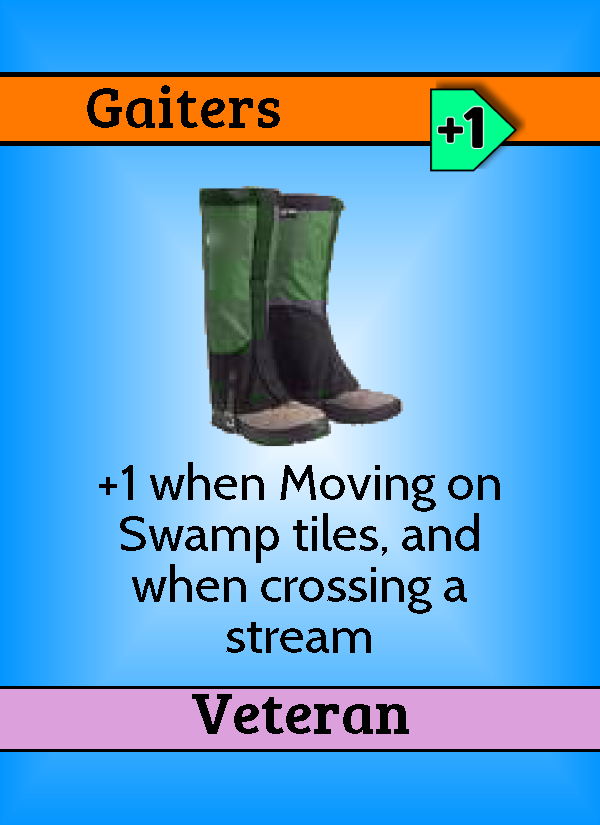 Gaiters
+1
+1 when Moving on
Swamp tiles, and
when crossing a
stream
Veteran